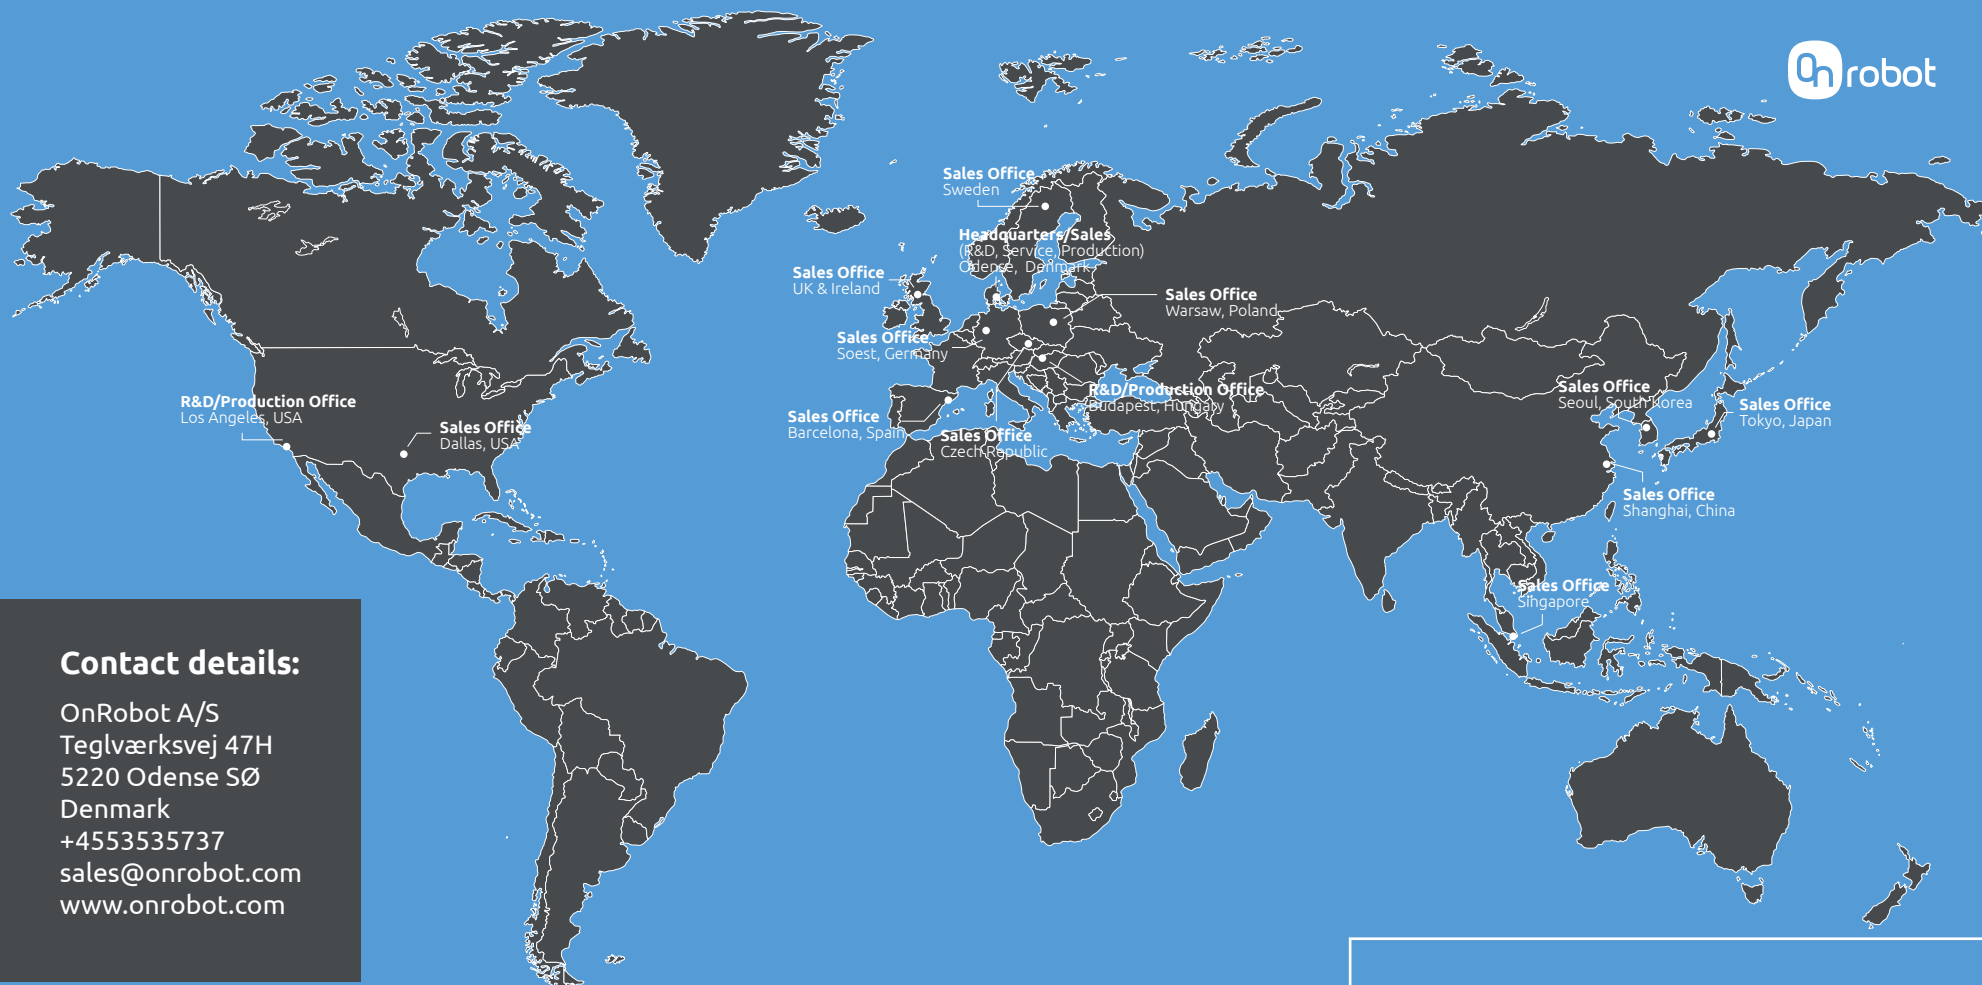 On robot
Sales Office
Sweden
Headquarters/Sales
(R&D, Service, Production)
Odense, Denmark
Sales Office
UK & Ireland
Sales Office
Warsaw, Poland
Sales Office
Soest, Germany
R&D/Production Office
Los Angeles, USA
Sales Office
Dallas, USA
Sales Office
Barcelona, Spain
Sales Office
Czech Republic
R&D/Production Office
Budapest, Hungary
Sales Office
Seoul, South Korea
Sales Office
Tokyo, Japan
Sales Office
Shanghai, China
Sales Office
Singapore
Contact details:
OnRobot A/S
Teglværksvej 47H
5220 Odense SØ
Denmark
+4553535737
sales@onrobot.com
www.onrobot.com